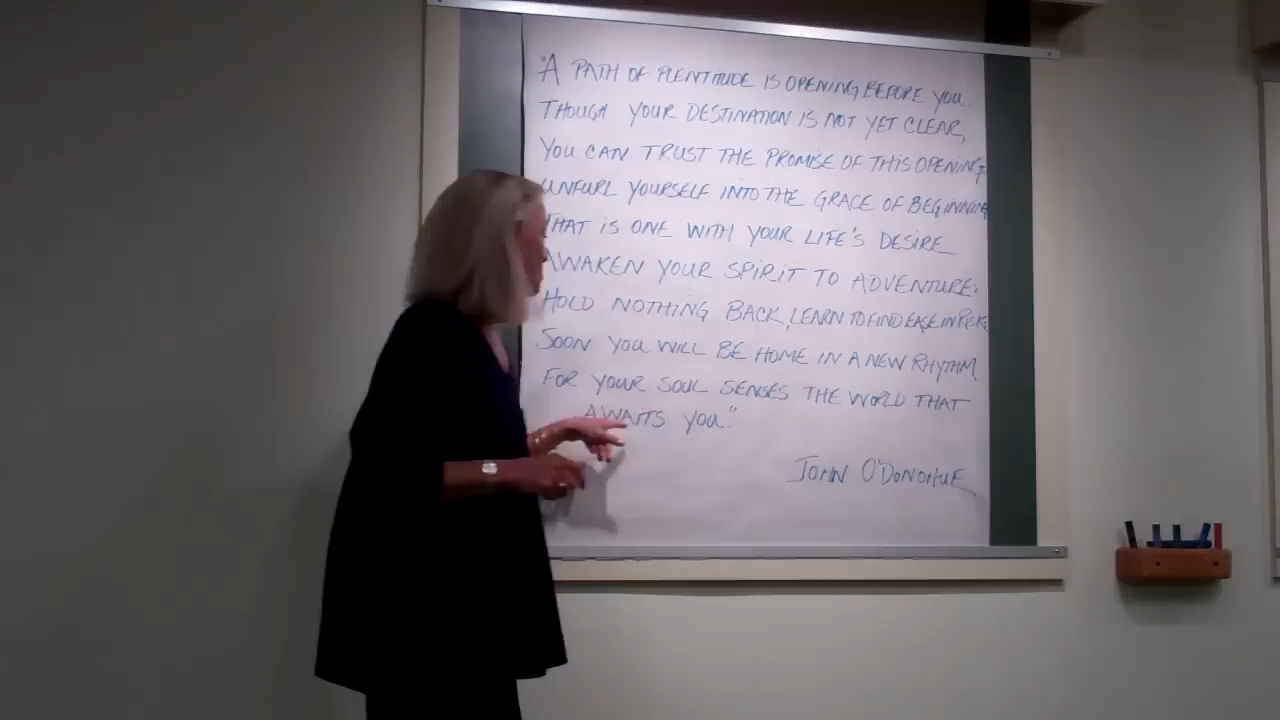 "A PATH OF PLENTITUDE IS OPENING BEFORE YOU.
THOUGH YOUR DESTINATION IS NOT YET CLEAR,
YOU CAN TRUST THE PROMISE OF THIS OPENING;
UNFURL YOURSELF INTO THE GRACE OF BEGINNING
THAT IS ONE WITH YOUR LIFE'S DESIRE
AWAKEN YOUR SPIRIT TO ADVENTURE:
HOLD NOTHING BACK, LEARN TO FIND EASE IN RISK;
SOON YOU WILL BE HOME IN A NEW RHYTHM.
FOR YOUR SOUL SENSES THE WORLD THAT
AWAITS YOU."
JOHN O'DONOHUE